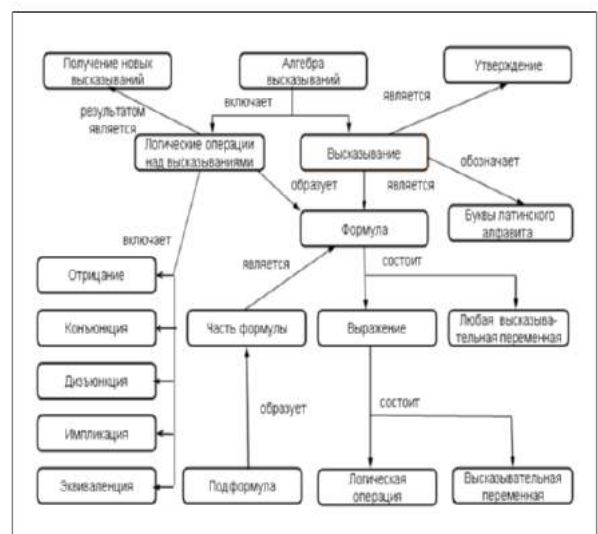 Получение новых
высказываний
Алгебра
высказываний
Утверждение
включает
является
результатом
является
Логические операции
над высказываниями
Высказывание
обозначает
образует
является
Буквы латинского
алфавита
Формула
включает
является
состоит
Отрицание
Конъюнкция
Часть формулы
Выражение
Любая высказыва-
тельная переменная
Дизъюнкция
образует
состоит
Импликация
Эквиваленция
Подформула
Логическая
операция
Высказывательная
переменная